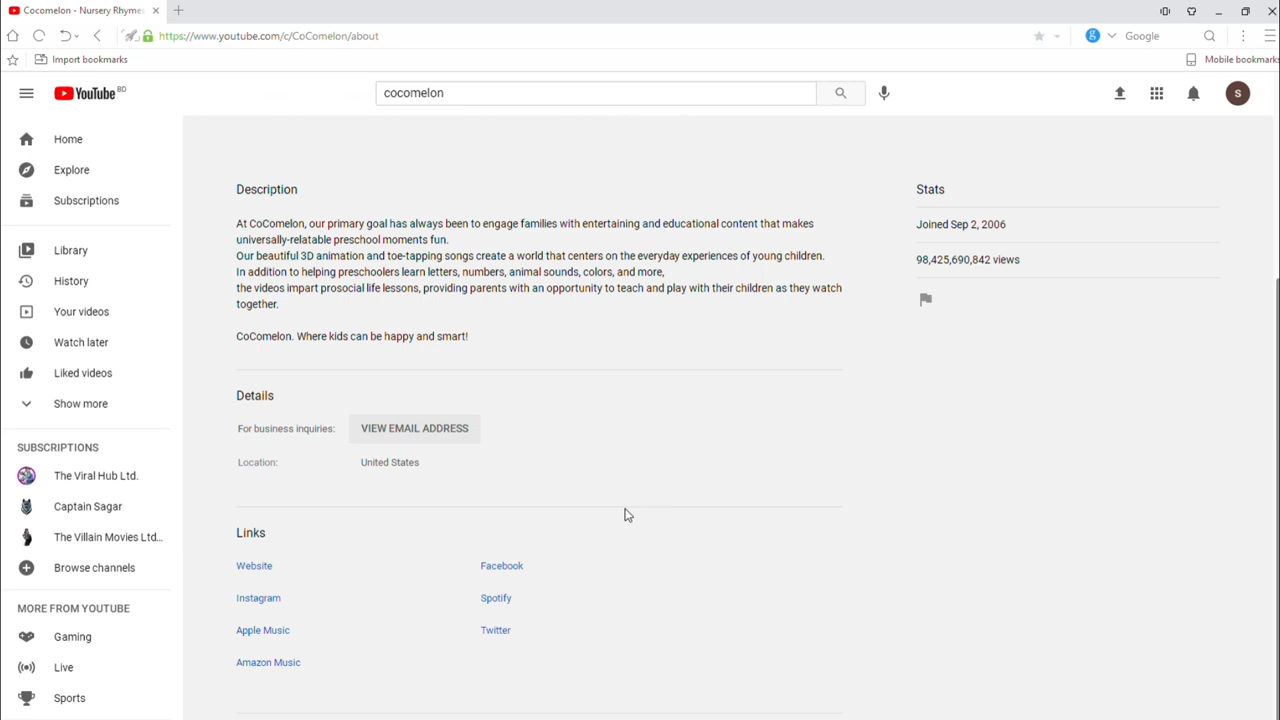 Cocomelon - Nursery Rhymes
https://www.youtube.com/c/CoComelon/about
Google
Import bookmarks
Mobile bookmarks
YouTube BD
cocomelon
S
Home
Explore
Subscriptions
Library
History
Your videos
Watch later
Liked videos
Show more
SUBSCRIPTIONS
The Viral Hub Ltd.
Captain Sagar
The Villain Movies Ltd...
Browse channels
MORE FROM YOUTUBE
Gaming
Live
Sports
Description
At CoComelon, our primary goal has always been to engage families with entertaining and educational content that makes
universally-relatable preschool moments fun.
Our beautiful 3D animation and toe-tapping songs create a world that centers on the everyday experiences of young children.
In addition to helping preschoolers learn letters, numbers, animal sounds, colors, and more,
the videos impart prosocial life lessons, providing parents with an opportunity to teach and play with their children as they watch
together.
CoComelon. Where kids can be happy and smart!
Details
For business inquiries: VIEW EMAIL ADDRESS
Location: United States
Links
Website Facebook
Instagram Spotify
Apple Music Twitter
Amazon Music
Stats
Joined Sep 2, 2006
98,425,690,842 views